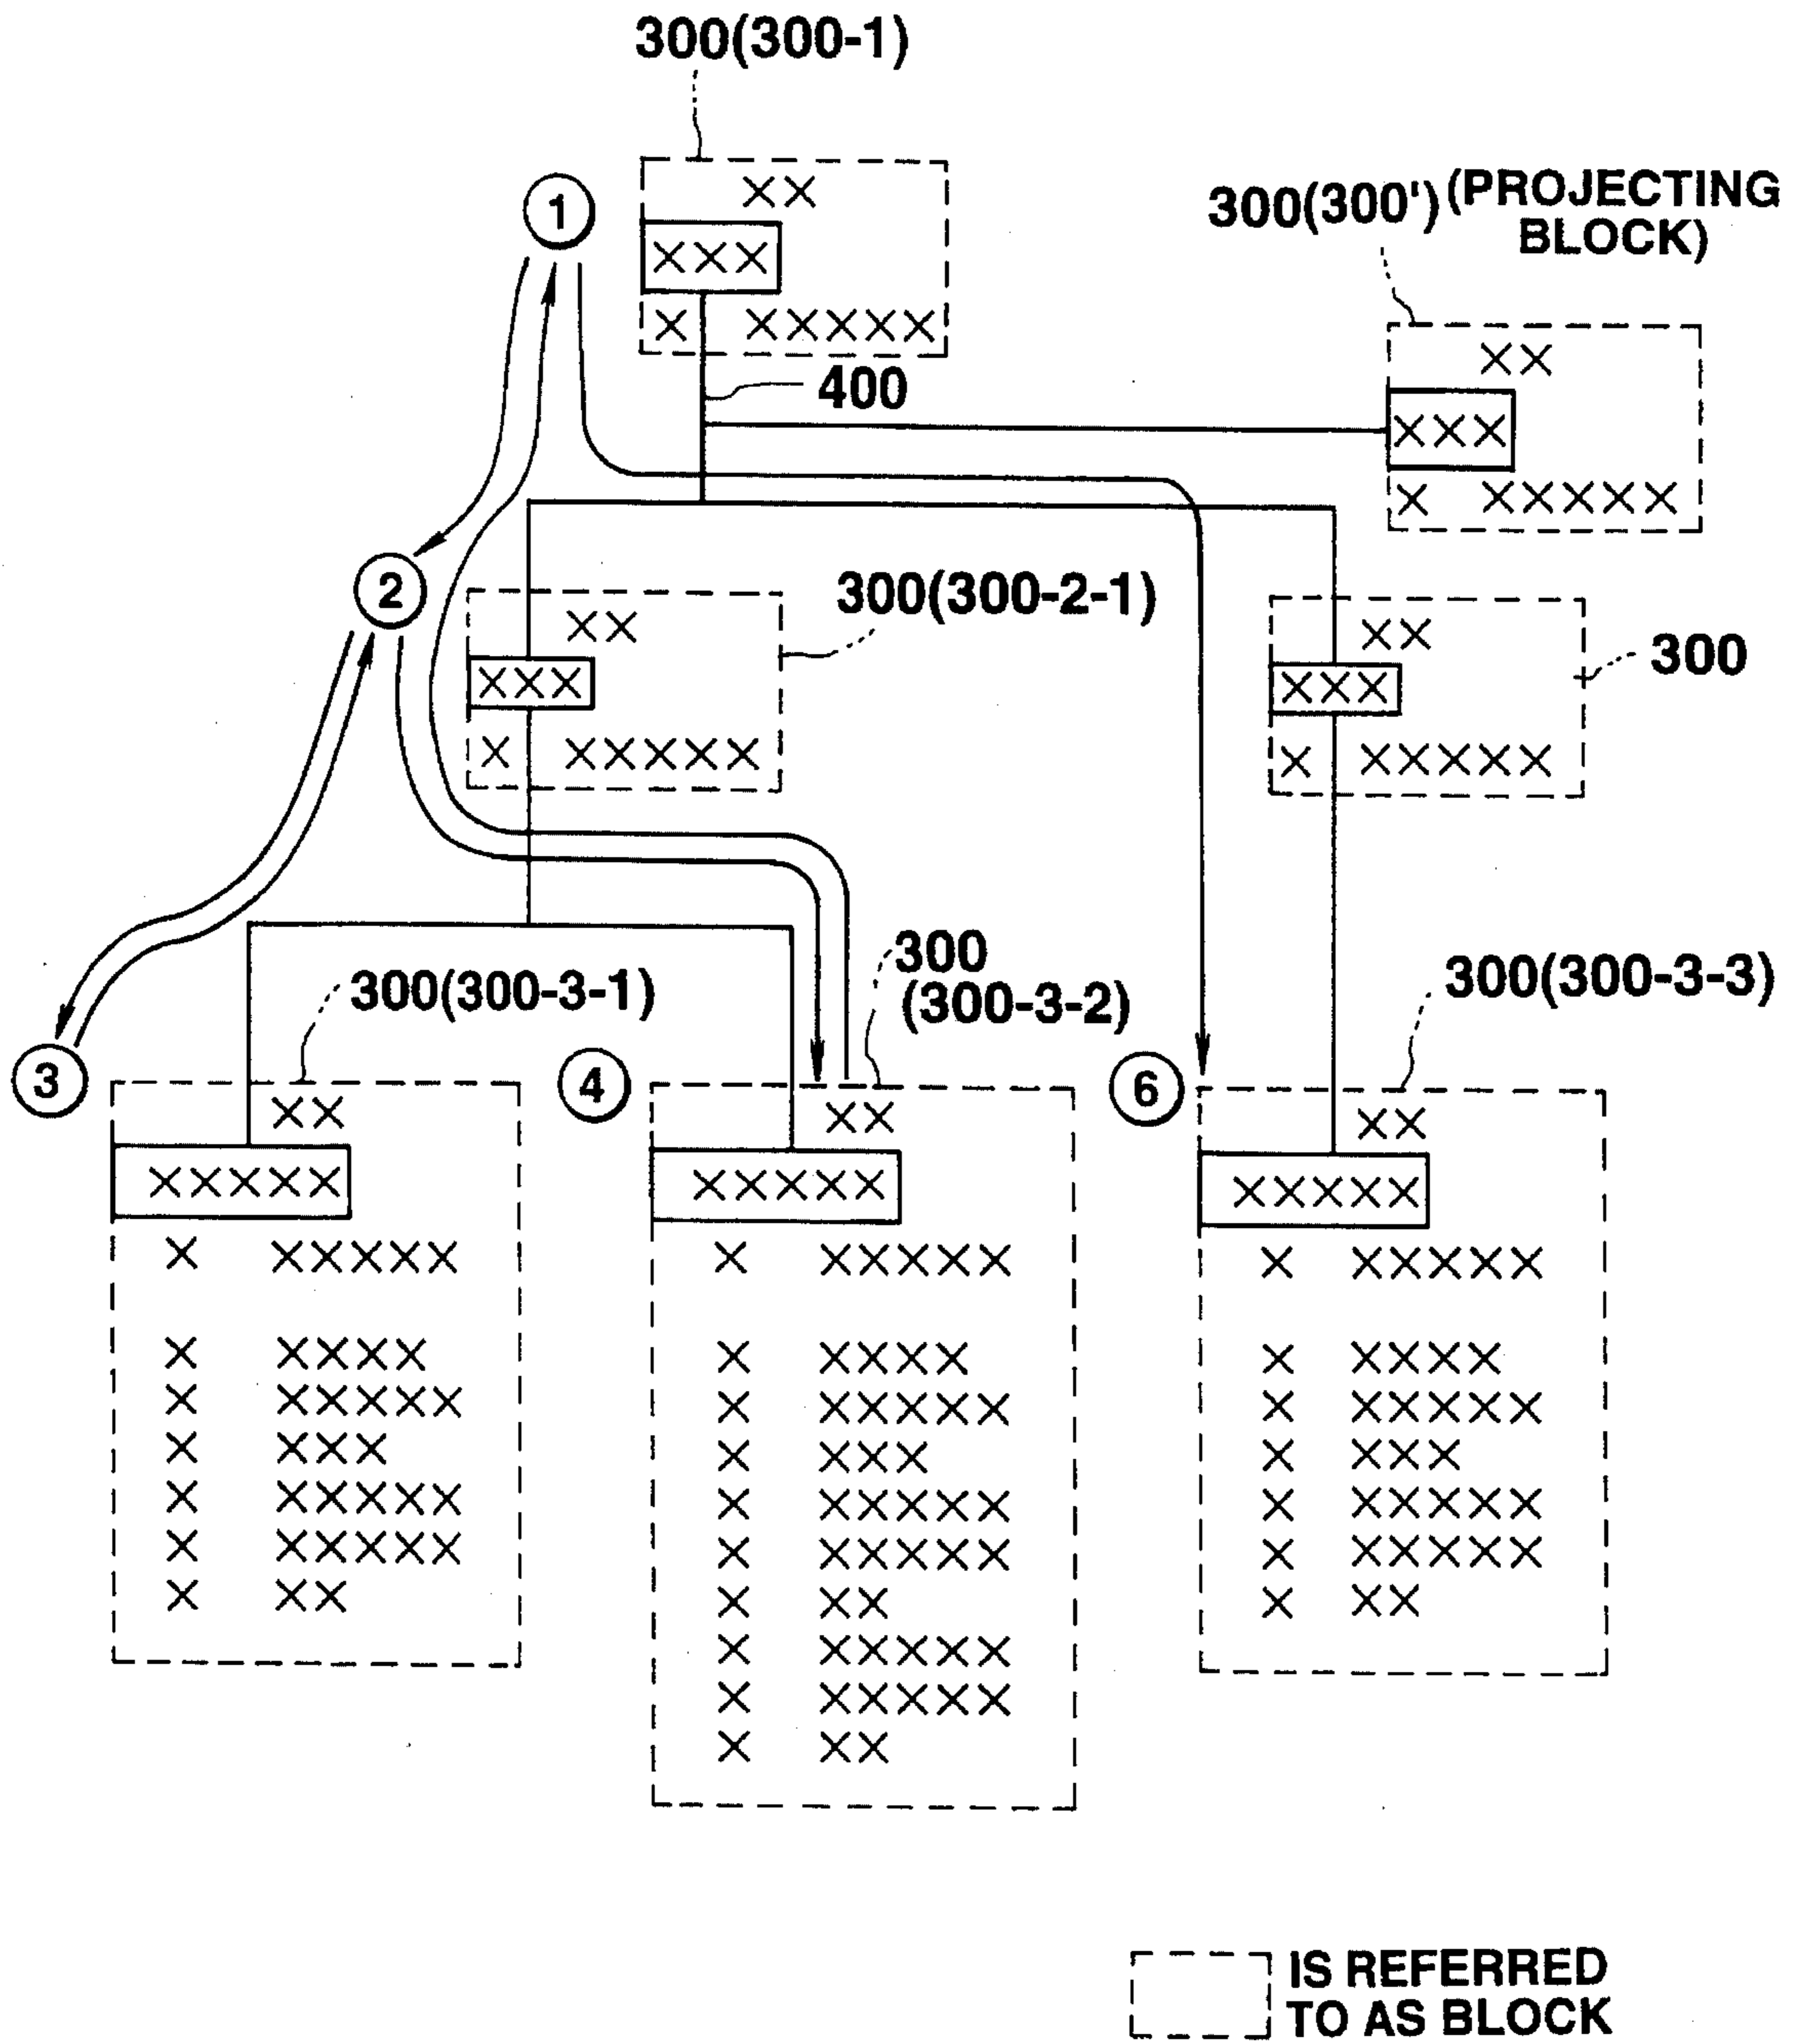 300(300-1)
①
XX
XXX
X XXXXX
300(300') (PROJECTING
BLOCK)
XX
XXX
X XXXXX
400
②
300(300-2-1)
XX
XXX
X XXXXX
300
XX
XXX
X XXXXX
③
300(300-3-1)
XX
XXXXX
X XXXXX
X XXXX
X XXXXX
X XXX
X XXXXX
X XXXXX
X XX
④
300
(300-3-2)
XX
XXXXX
X XXXXX
X XXXX
X XXXXX
X XXX
X XXXXX
X XXXXX
X XX
X XXXXX
X XXXXX
X XX
⑥
300(300-3-3)
XX
XXXXX
X XXXXX
X XXXX
X XXXXX
X XXX
X XXXXX
X XXXXX
X XX
IS REFERRED
TO AS BLOCK